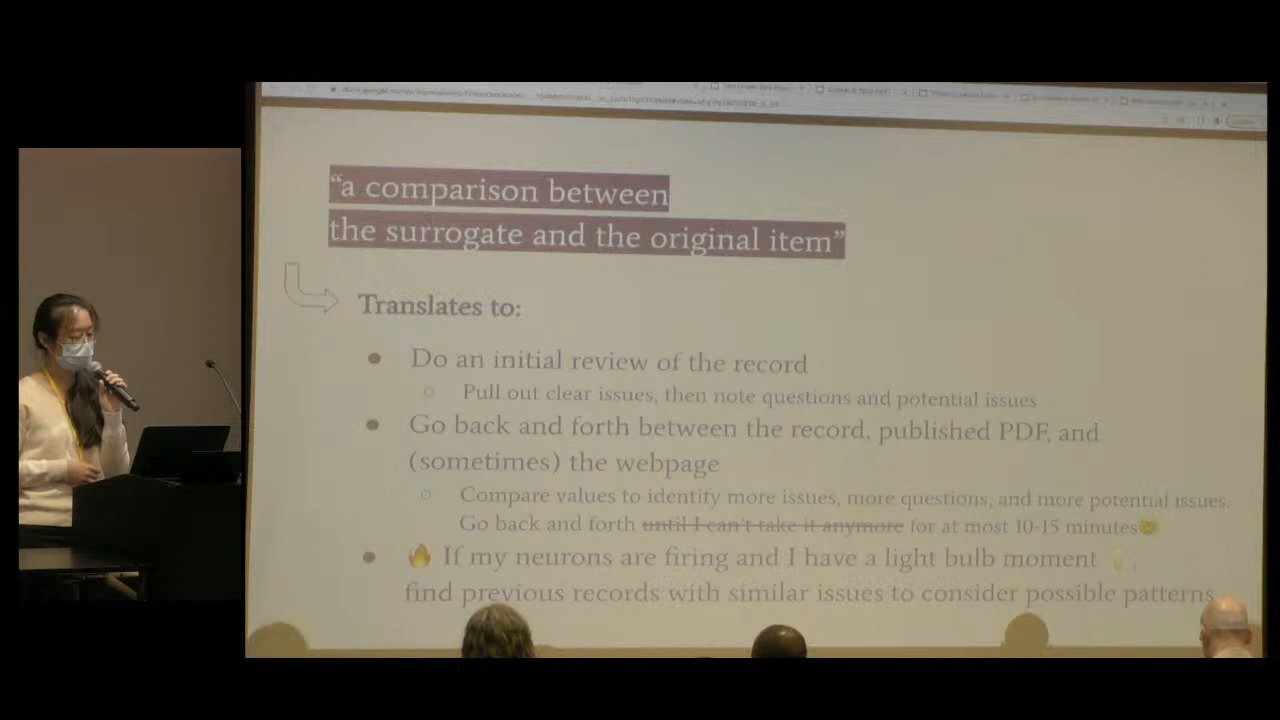 “a comparison between
the surrogate and the original item”
Translates to:
● Do an initial review of the record
○ Pull out clear issues, then note questions and potential issues
● Go back and forth between the record, published PDF, and
(sometimes) the webpage
○ Compare values to identify more issues, more questions, and more potential issues.
Go back and forth until I can't take it anymore for at most 10-15 minutes
● 🔥 If my neurons are firing and I have a light bulb moment
find previous records with similar issues to consider possible patterns